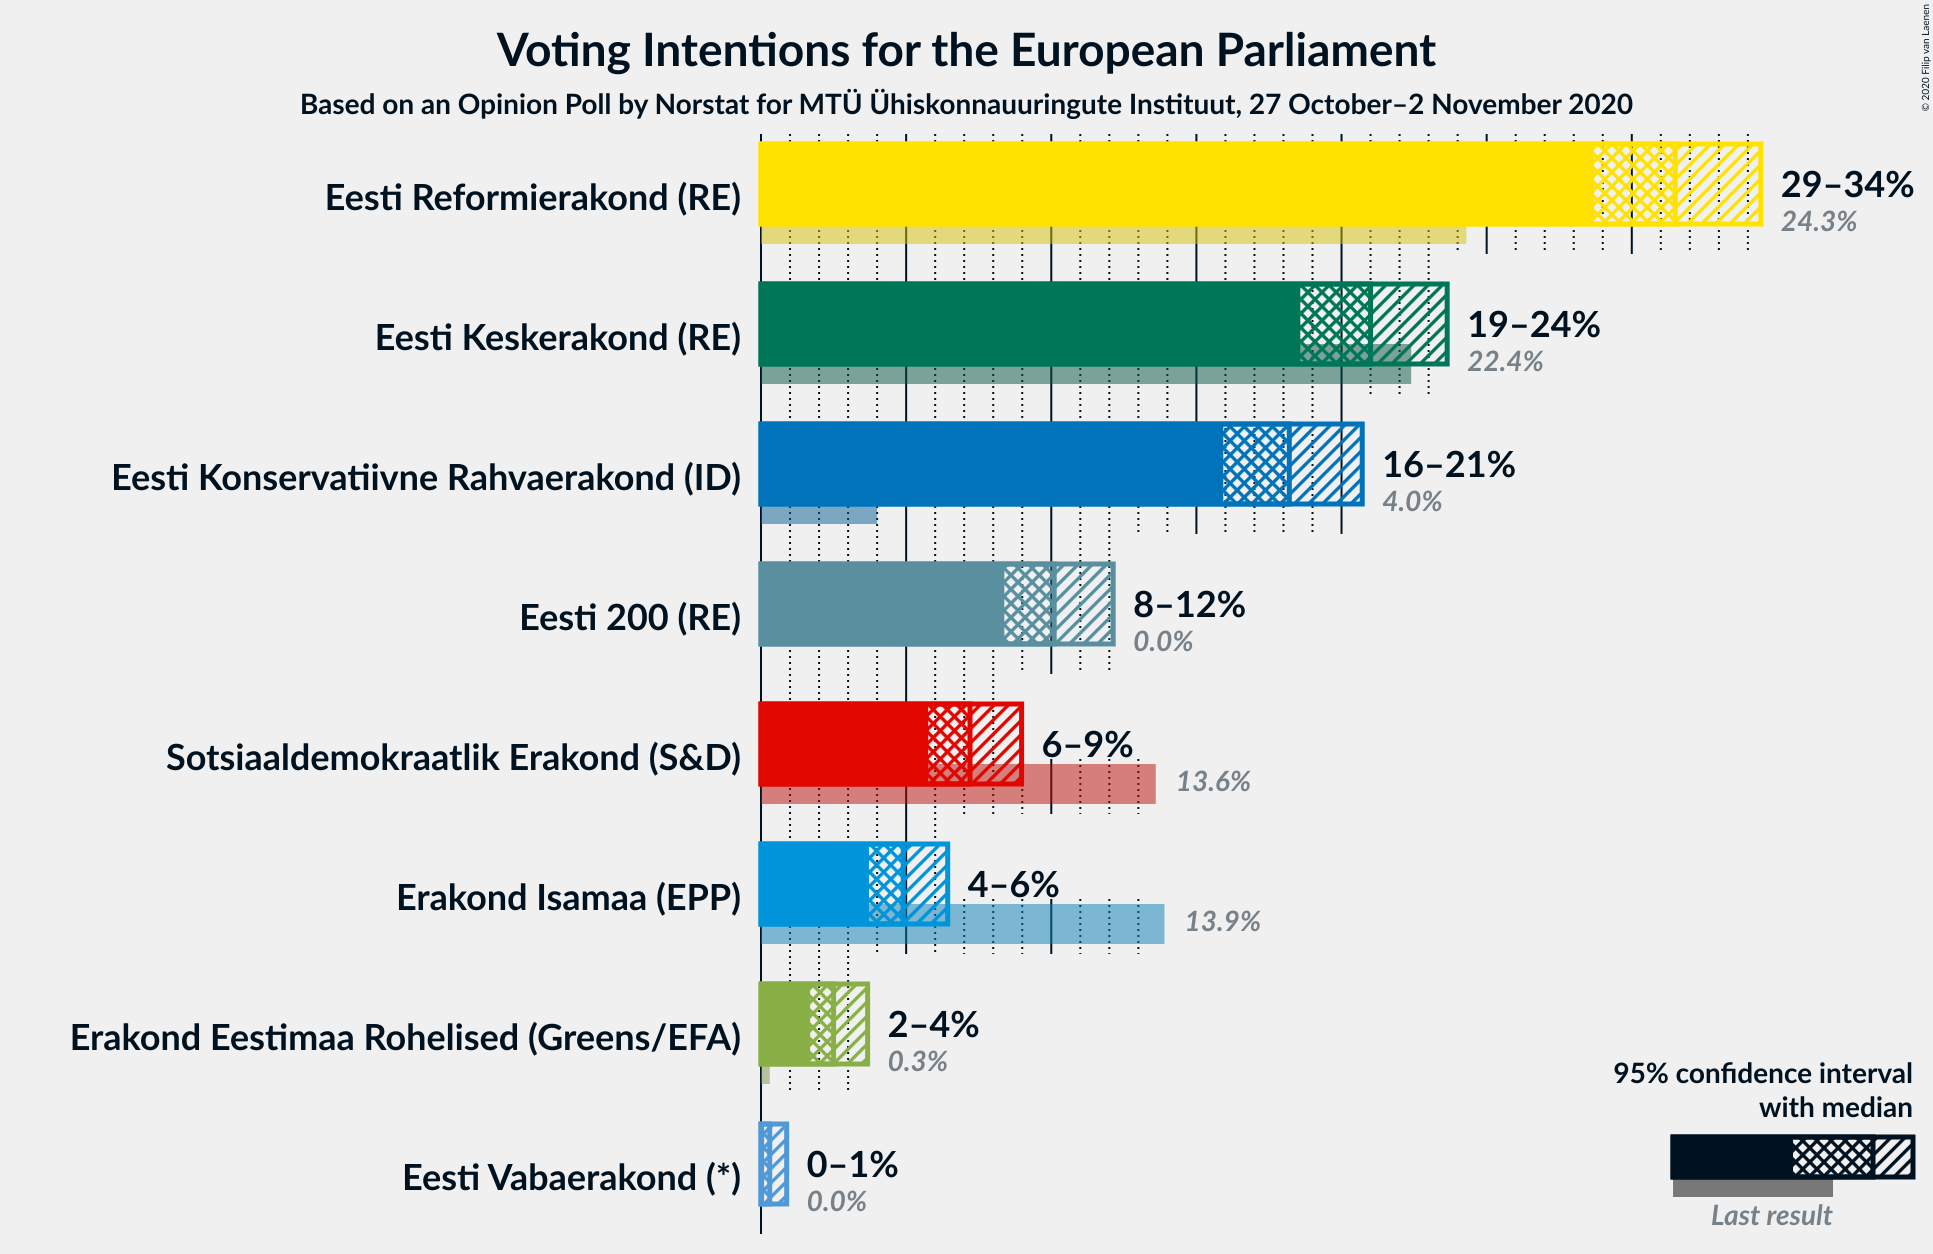 Voting Intentions for the European Parliament
Based on an Opinion Poll by Norstat for MTÜ Ühiskonnauuringute Instituut, 27 October–2 November 2020
© 2020 Filip van Laenen
Eesti Reformierakond (RE)
29–34%
24.3%
Eesti Keskerakond (RE)
19–24%
22.4%
Eesti Konservatiivne Rahvaerakond (ID)
16–21%
4.0%
Eesti 200 (RE)
8–12%
0.0%
Sotsiaaldemokraatlik Erakond (S&D)
6–9%
13.6%
Erakond Isamaa (EPP)
4–6%
13.9%
Erakond Eestimaa Rohelised (Greens/EFA)
2–4%
0.3%
Eesti Vabaerakond (*)
0–1%
0.0%
95% confidence interval
with median
Last result